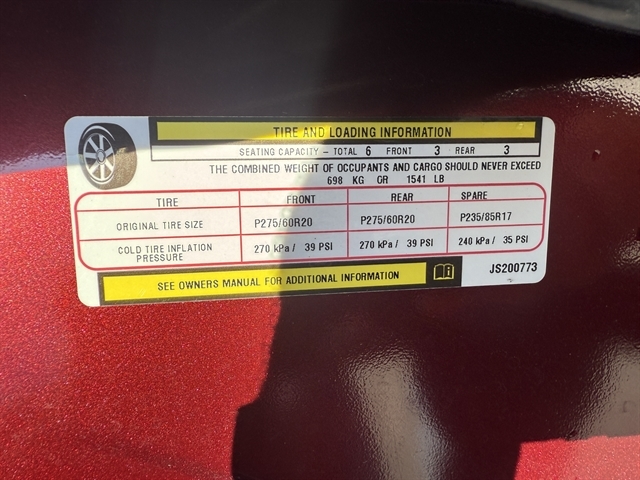 TIRE AND LOADING INFORMATION
SEATING CAPACITY – TOTAL 6 FRONT 3 REAR 3
THE COMBINED WEIGHT OF OCCUPANTS AND CARGO SHOULD NEVER EXCEED
698 KG OR 1541 LB
TIRE FRONT REAR SPARE
ORIGINAL TIRE SIZE P275/60R20 P275/60R20 P235/85R17
COLD TIRE INFLATION PRESSURE 270 kPa / 39 PSI 270 kPa / 39 PSI 240 kPa / 35 PSI
SEE OWNERS MANUAL FOR ADDITIONAL INFORMATION
JS200773